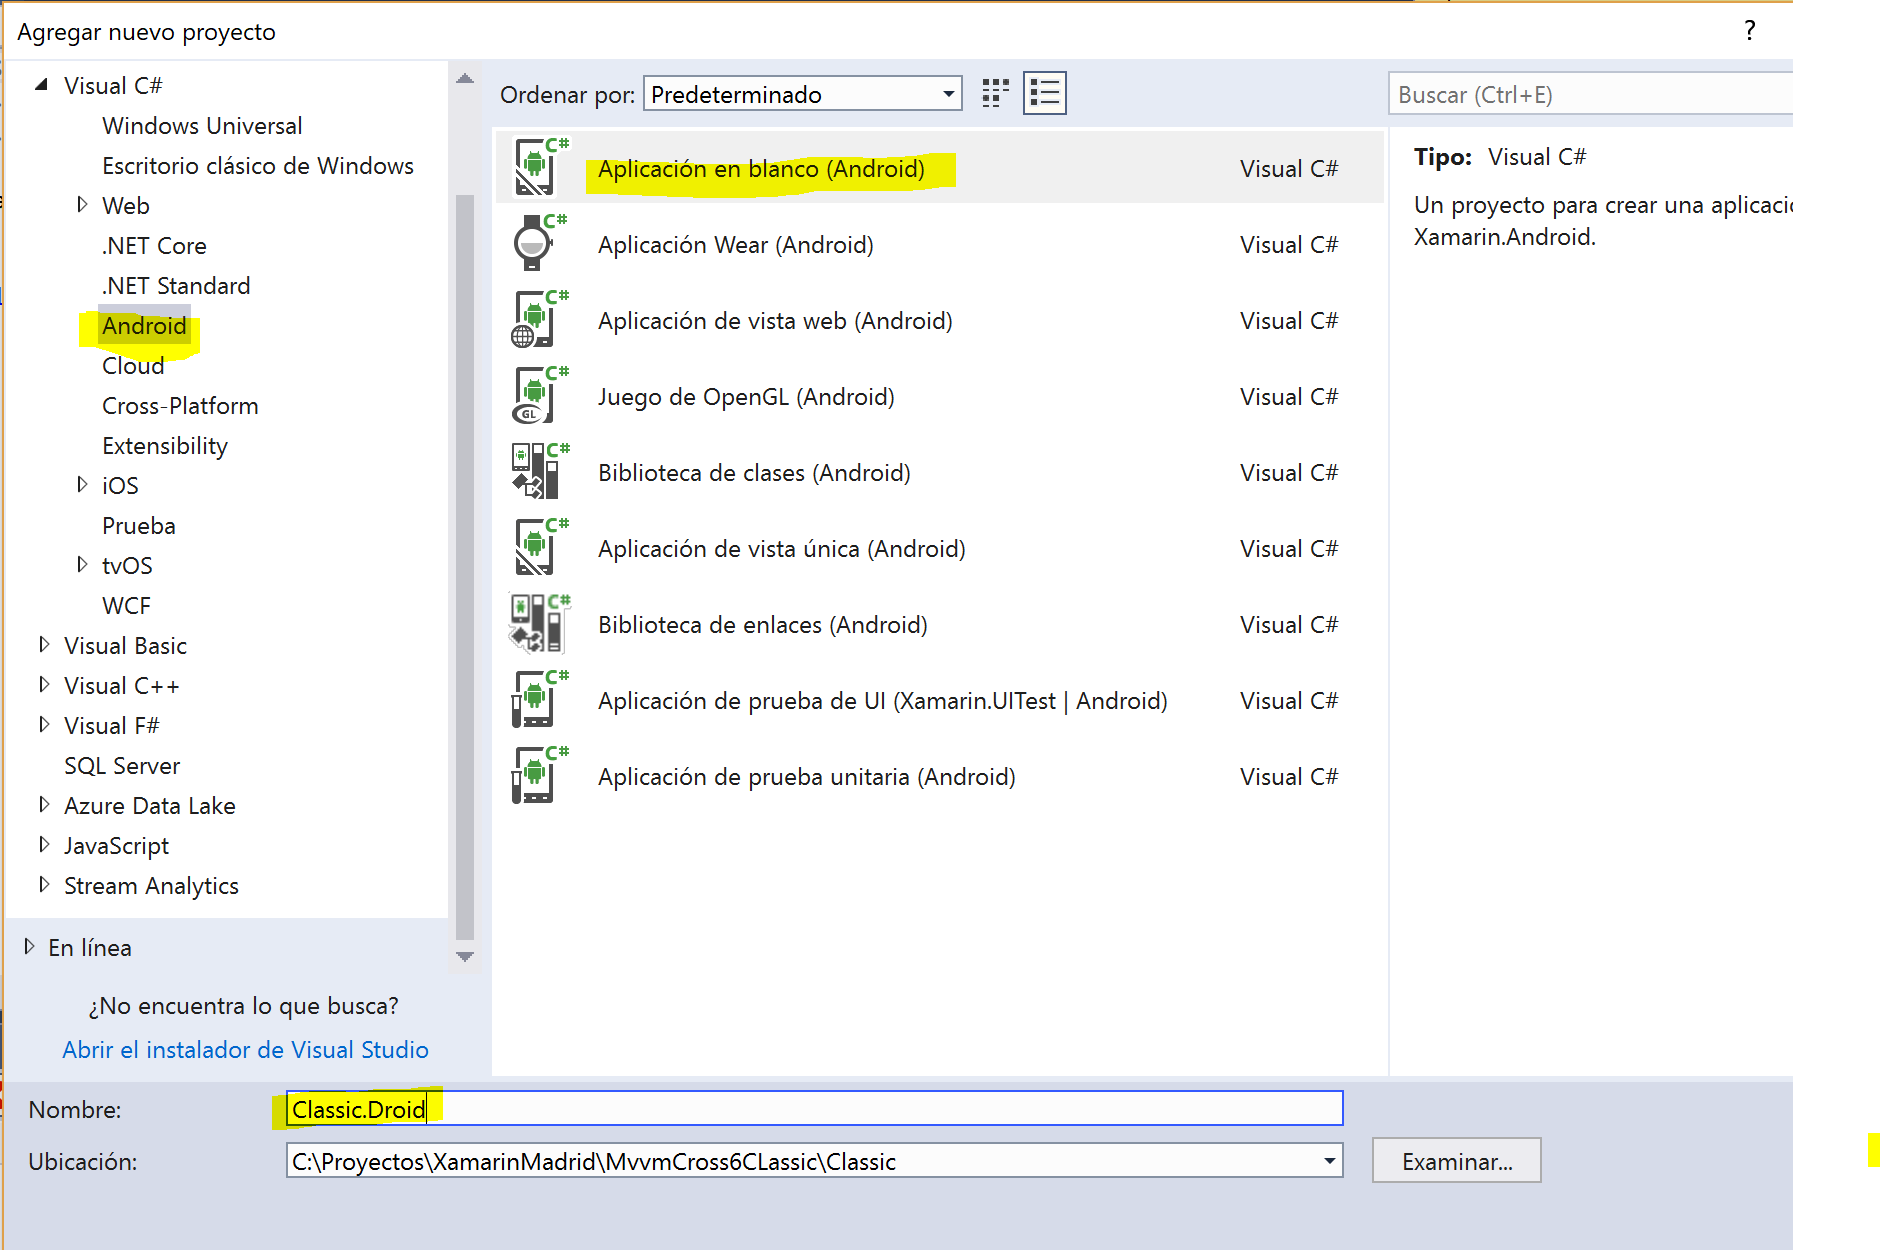 Agregar nuevo proyecto
?
Visual C#
Windows Universal
Escritorio clásico de Windows
Web
.NET Core
.NET Standard
Android
Cloud
Cross-Platform
Extensibility
iOS
Prueba
tvOS
WCF
Visual Basic
Visual C++
Visual F#
SQL Server
Azure Data Lake
JavaScript
Stream Analytics
En línea
¿No encuentra lo que busca?
Abrir el instalador de Visual Studio
Ordenar por: Predeterminado
Buscar (Ctrl+E)
Aplicación en blanco (Android) Visual C#
Aplicación Wear (Android) Visual C#
Aplicación de vista web (Android) Visual C#
Juego de OpenGL (Android) Visual C#
Biblioteca de clases (Android) Visual C#
Aplicación de vista única (Android) Visual C#
Biblioteca de enlaces (Android) Visual C#
Aplicación de prueba de UI (Xamarin.UITest | Android) Visual C#
Aplicación de prueba unitaria (Android) Visual C#
Tipo: Visual C#
Un proyecto para crear una aplicació
Xamarin.Android.
Nombre: Classic.Droid
Ubicación: C:\Proyectos\XamarinMadrid\MvvmCross6CLassic\Classic
Examinar...